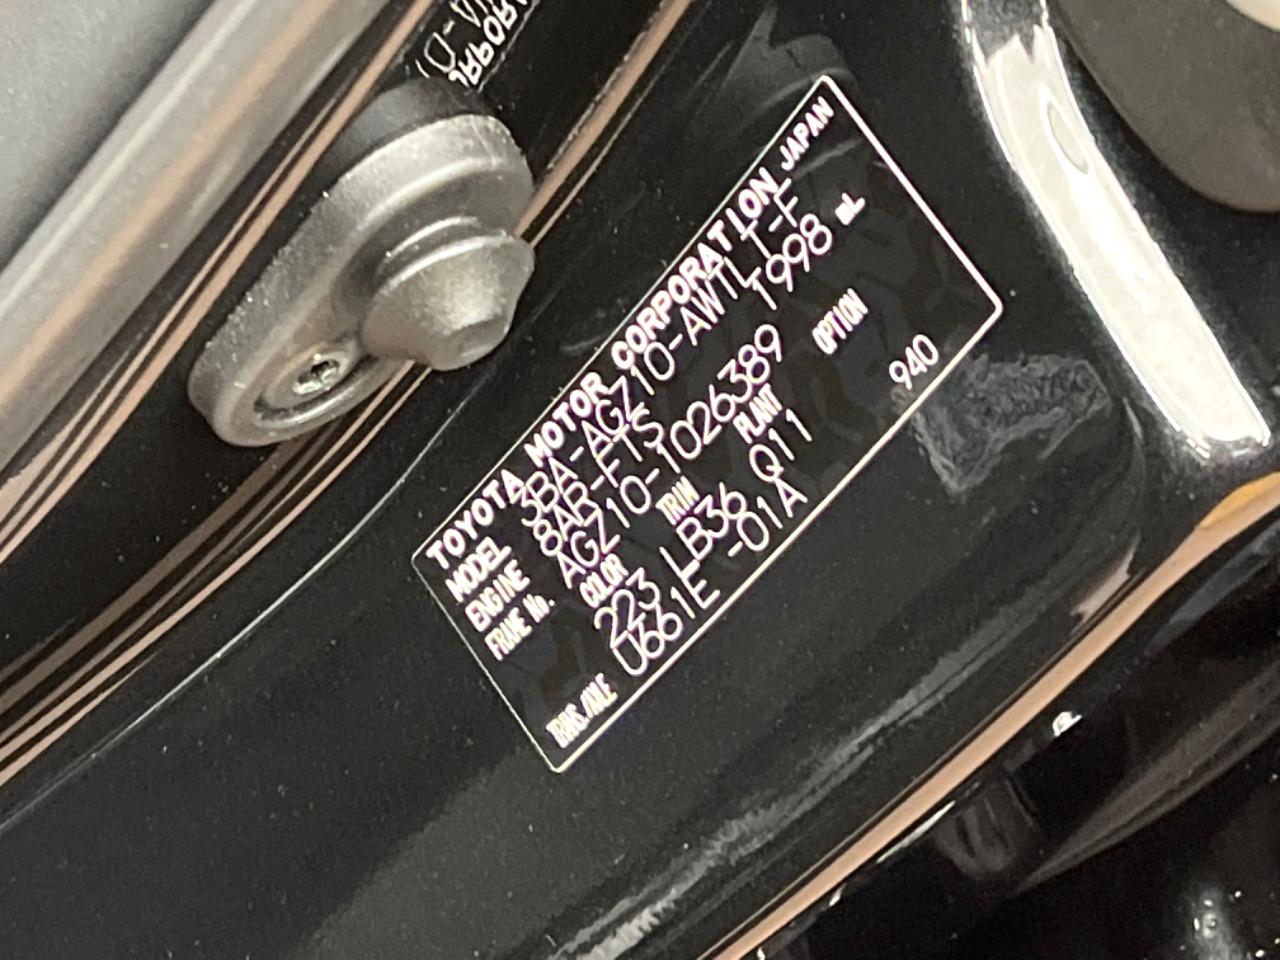 TOYOTA MOTOR CORPORATION JAPAN
MODEL 3BA-AGZ10-AWTLT-F
ENGINE 8AR-FTS 1998 mL
FRAME No. AGZ10-1026389
COLOR TRIM PLANT OPTION
223 LB36 Q11 940
TRANS./AXLE U661E -01A